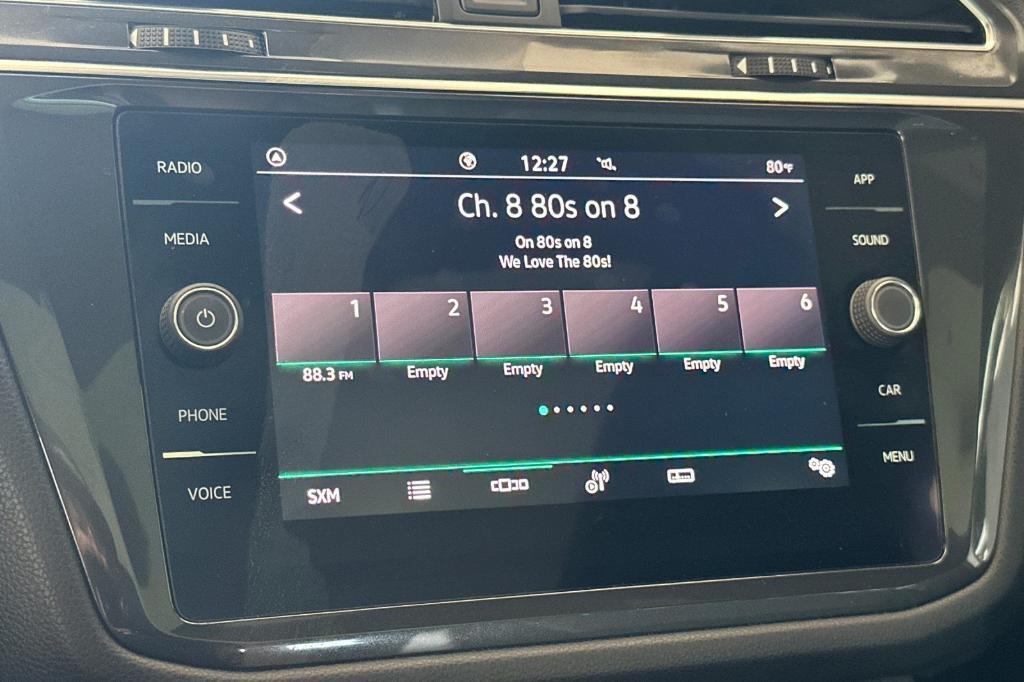 RADIO
MEDIA
PHONE
VOICE
12:27
80°F
Ch. 8 80s on 8
On 80s on 8
We Love The 80s!
1 2 3 4 5 6
88.3 FM Empty Empty Empty Empty Empty
SXM
APP
SOUND
CAR
MENU